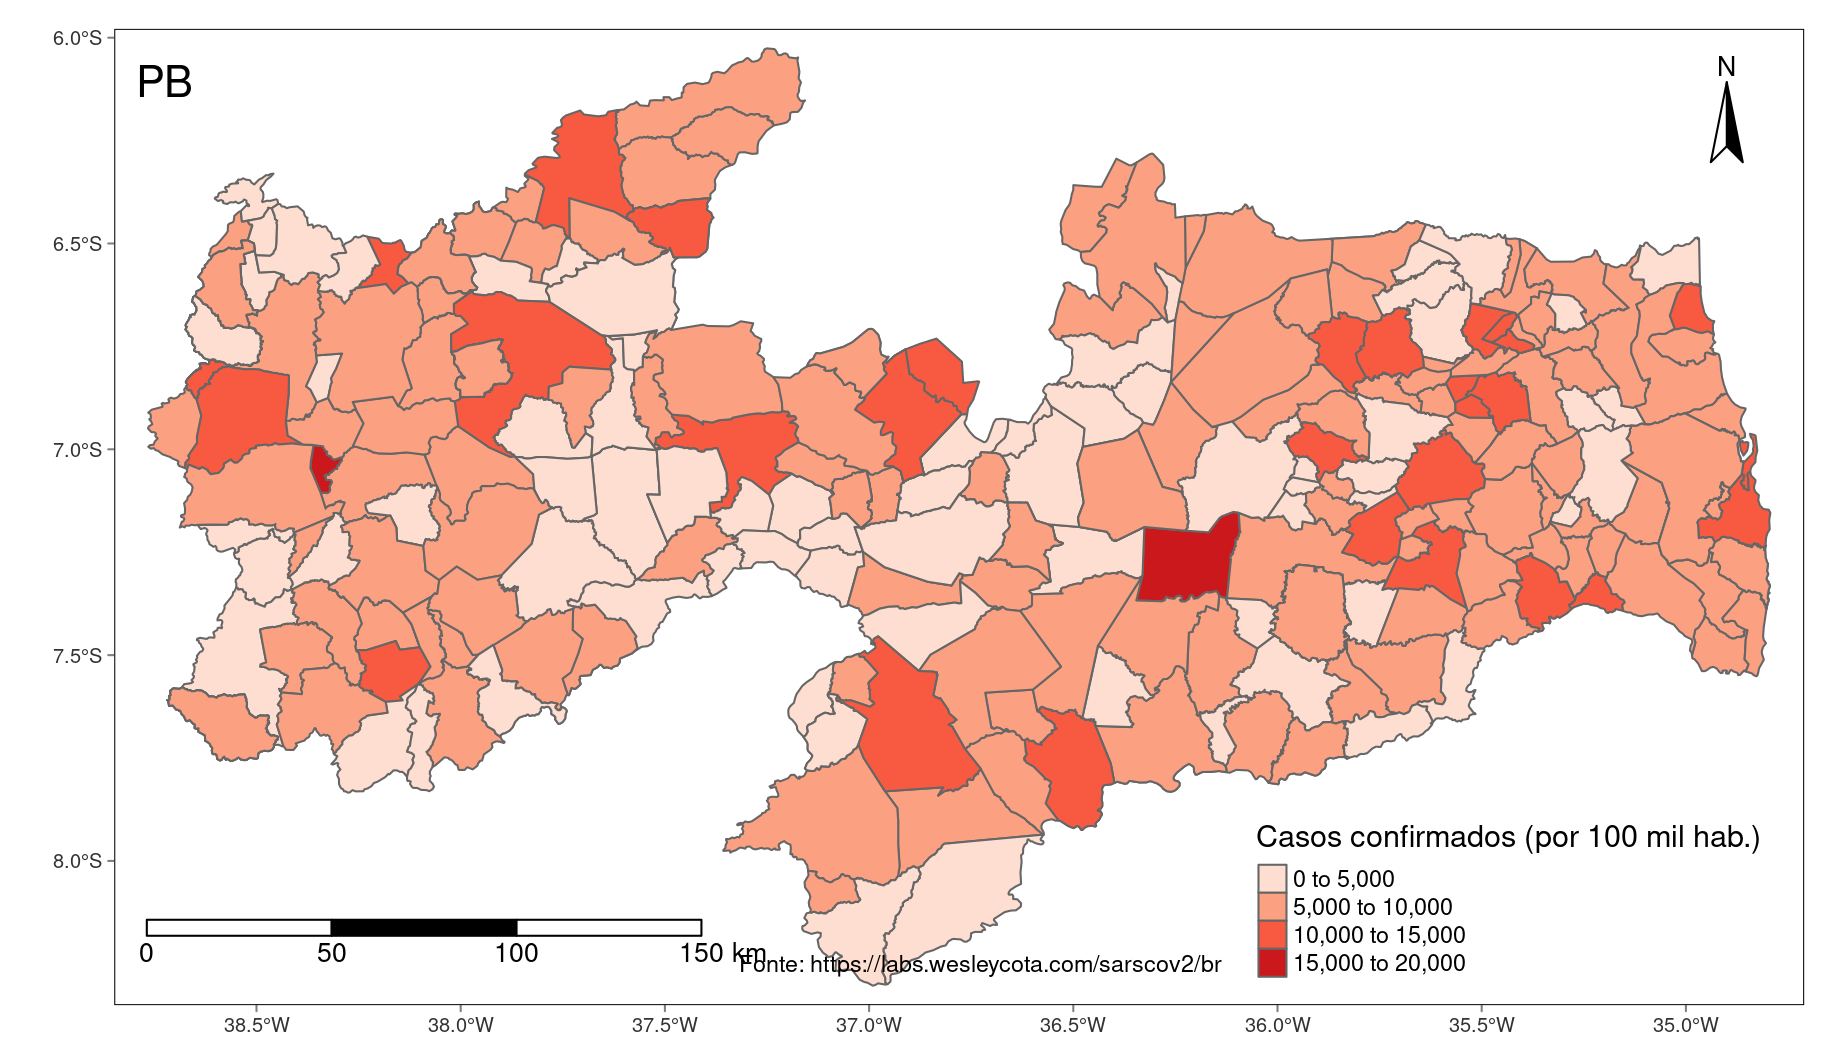 PB
N
6.0°S
6.5°S
7.0°S
7.5°S
8.0°S
Casos confirmados (por 100 mil hab.)
0 to 5,000
5,000 to 10,000
10,000 to 15,000
15,000 to 20,000
0 50 100 150 km
Fonte: https://labs.wesleycota.com/sarscov2/br
38.5°W 38.0°W 37.5°W 37.0°W 36.5°W 36.0°W 35.5°W 35.0°W